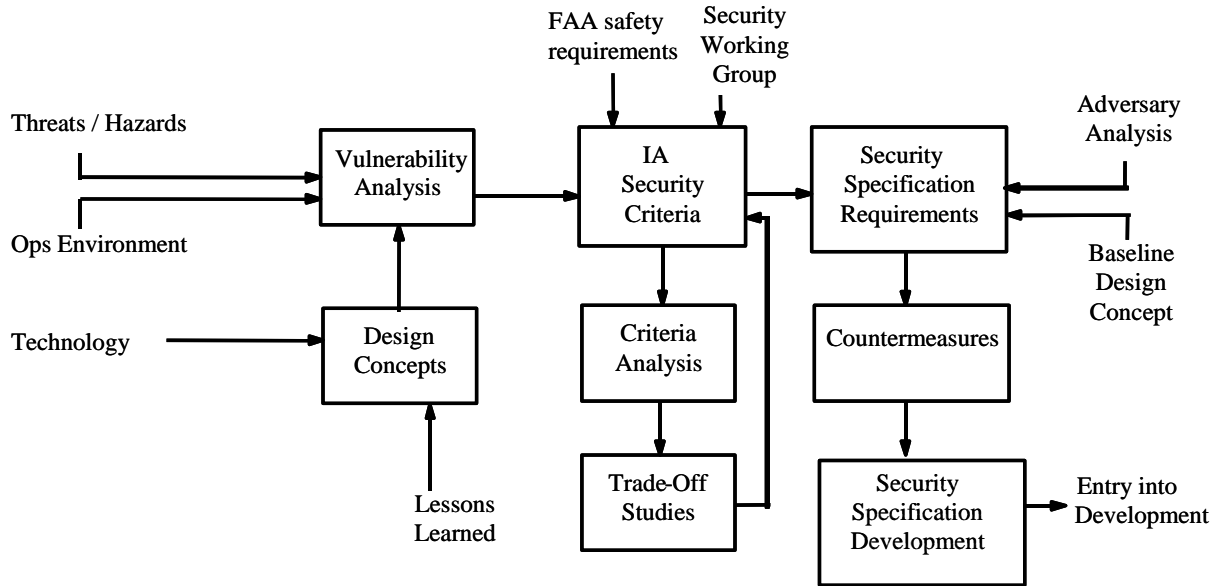 FAA safety
requirements
Security
Working
Group
Threats / Hazards
Adversary
Analysis
Vulnerability
Analysis
IA
Security
Criteria
Security
Specification
Requirements
Ops Environment
Baseline
Design
Concept
Technology
Design
Concepts
Criteria
Analysis
Countermeasures
Lessons
Learned
Trade-Off
Studies
Security
Specification
Development
Entry into
Development